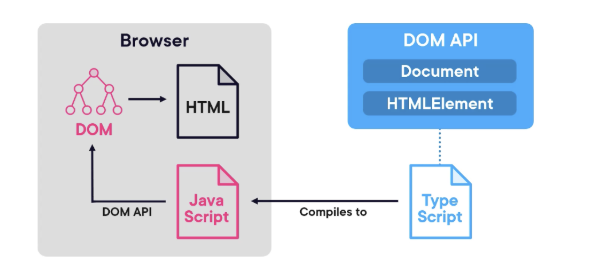 Browser
DOM API
Document
HTMLElement
HTML
DOM
Java
Script
DOM API
Compiles to
Type
Script